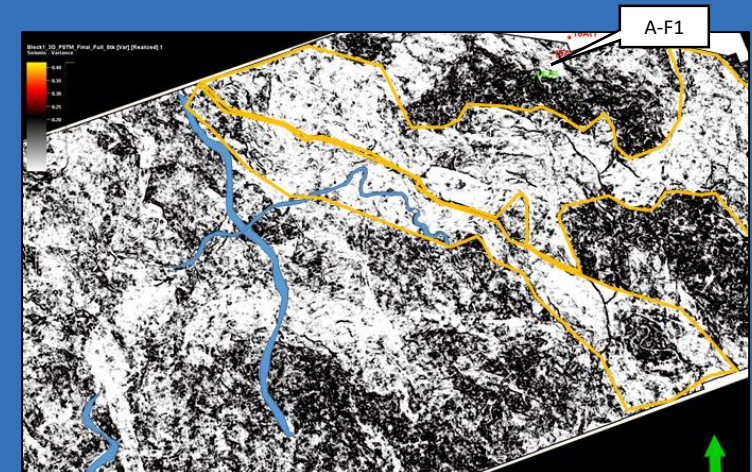 A-F1
Block1_3D_PSTM_Final_Full_Stk [Var] [Realized] 1
Seismic - Variance
0.40
0.35
0.30
0.25
0.20